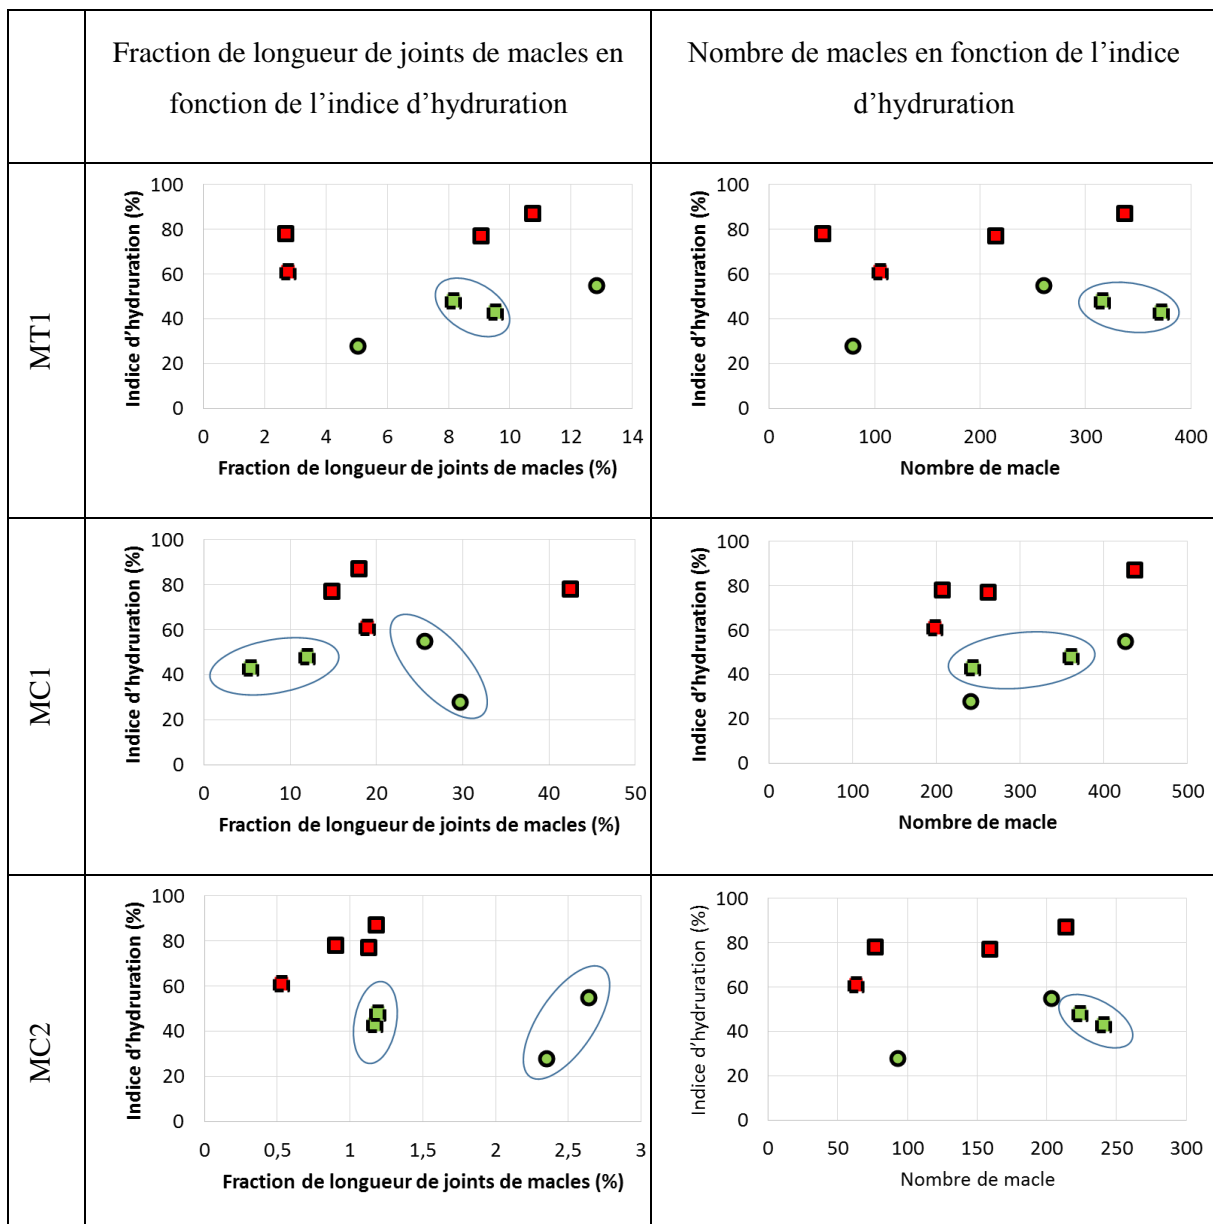 Fraction de longueur de joints de macles en
fonction de l’indice d’hydruration
Nombre de macles en fonction de l’indice
d’hydruration
MT1
Indice d’hydruration (%)
100
80
60
40
20
0
0 2 4 6 8 10 12 14
Fraction de longueur de joints de macles (%)
Indice d’hydruration (%)
100
80
60
40
20
0
0 100 200 300 400
Nombre de macle
MC1
Indice d’hydruration (%)
100
80
60
40
20
0
0 10 20 30 40 50
Fraction de longueur de joints de macles (%)
Indice d’hydruration (%)
100
80
60
40
20
0
0 100 200 300 400 500
Nombre de macle
MC2
Indice d’hydruration (%)
100
80
60
40
20
0
0 0,5 1 1,5 2 2,5 3
Fraction de longueur de joints de macles (%)
Indice d’hydruration (%)
100
80
60
40
20
0
0 50 100 150 200 250 300
Nombre de macle